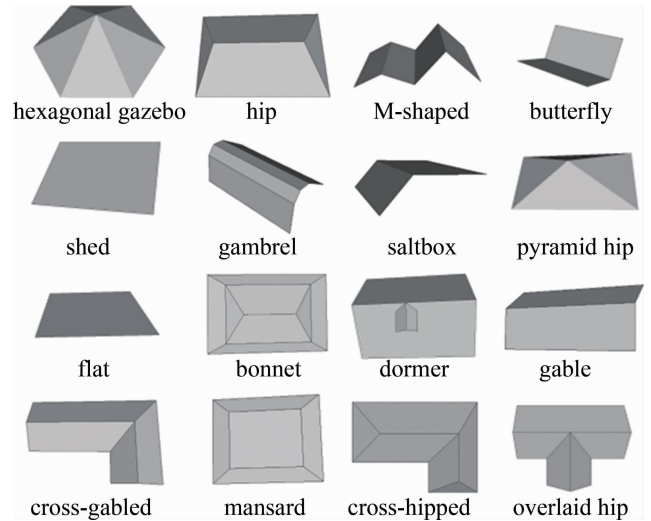 hexagonal gazebo hip M-shaped butterfly
shed gambrel saltbox pyramid hip
flat bonnet dormer gable
cross-gabled mansard cross-hipped overlaid hip